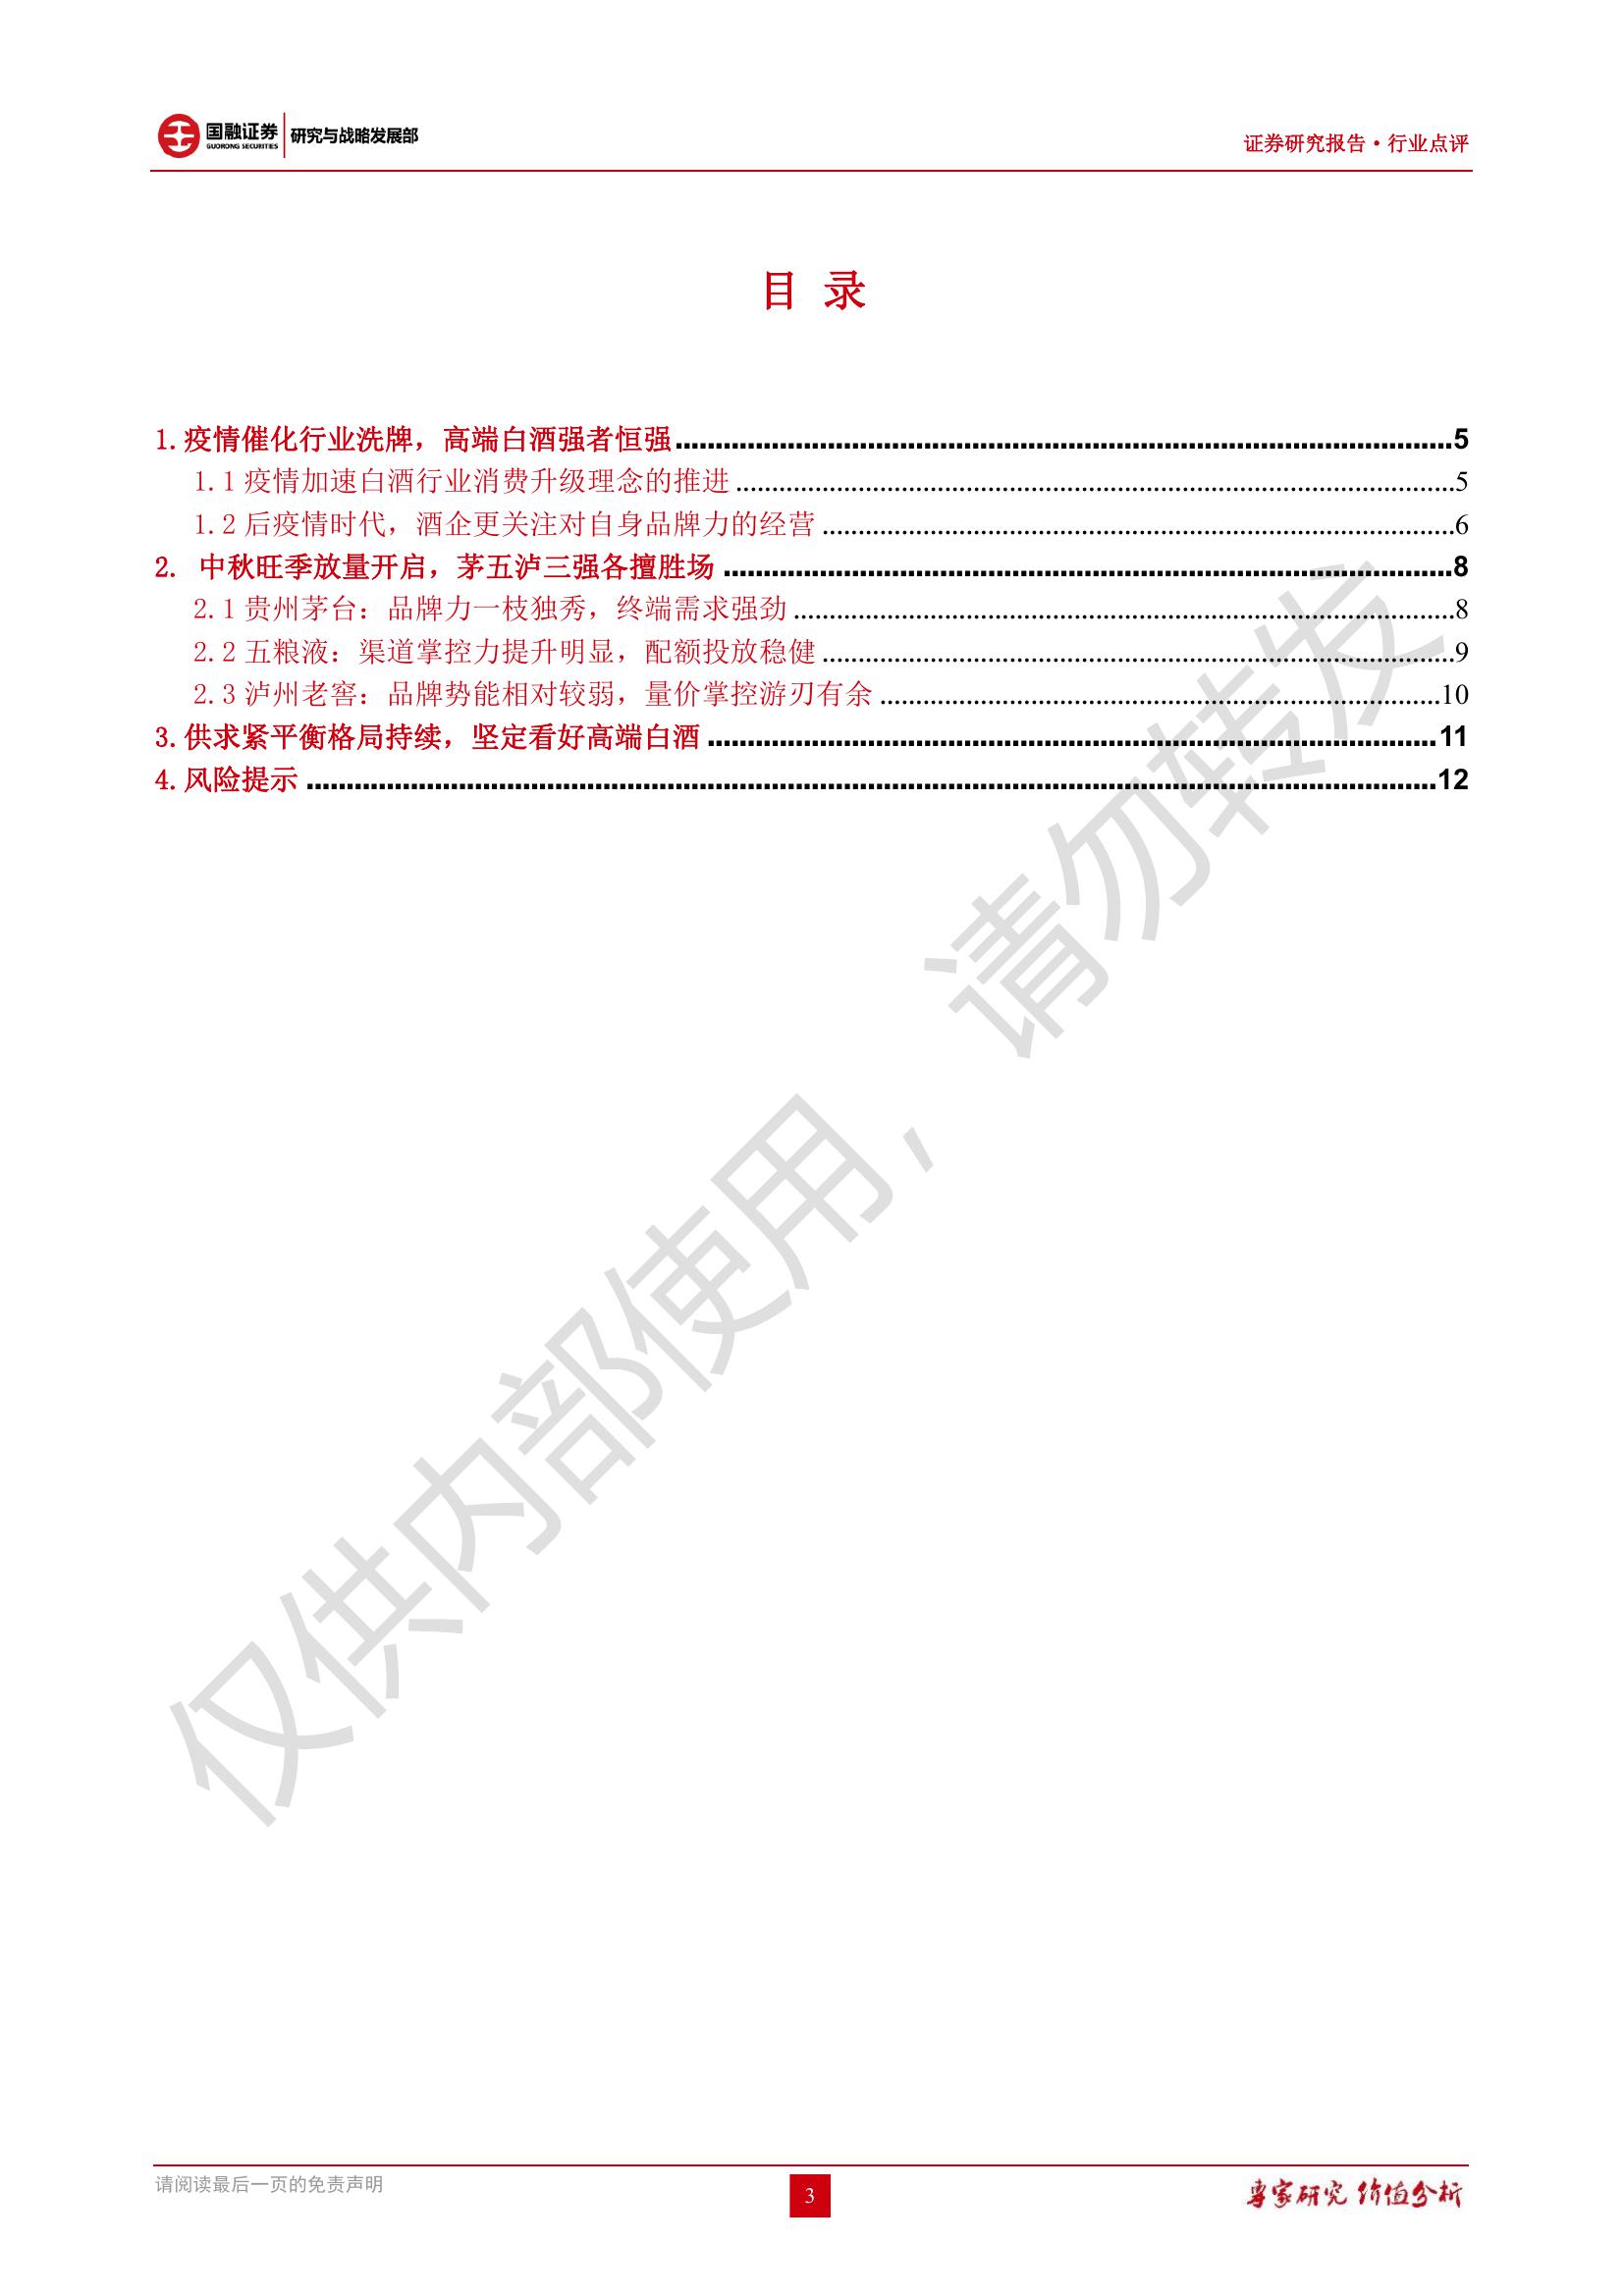 国融证券 研究与战略发展部
GUORONG SECURITIES
证券研究报告·行业点评
目 录
1.疫情催化行业洗牌，高端白酒强者恒强........5
1.1 疫情加速白酒行业消费升级理念的推进........5
1.2 后疫情时代，酒企更关注对自身品牌力的经营........6
2. 中秋旺季放量开启，茅五泸三强各擅胜场........8
2.1 贵州茅台：品牌力一枝独秀，终端需求强劲........8
2.2 五粮液：渠道掌控力提升明显，配额投放稳健........9
2.3 泸州老窖：品牌势能相对较弱，量价掌控游刃有余........10
3.供求紧平衡格局持续，坚定看好高端白酒........11
4.风险提示........12
仅供内部使用，请勿转发
请阅读最后一页的免责声明
3
专家研究 价值分析